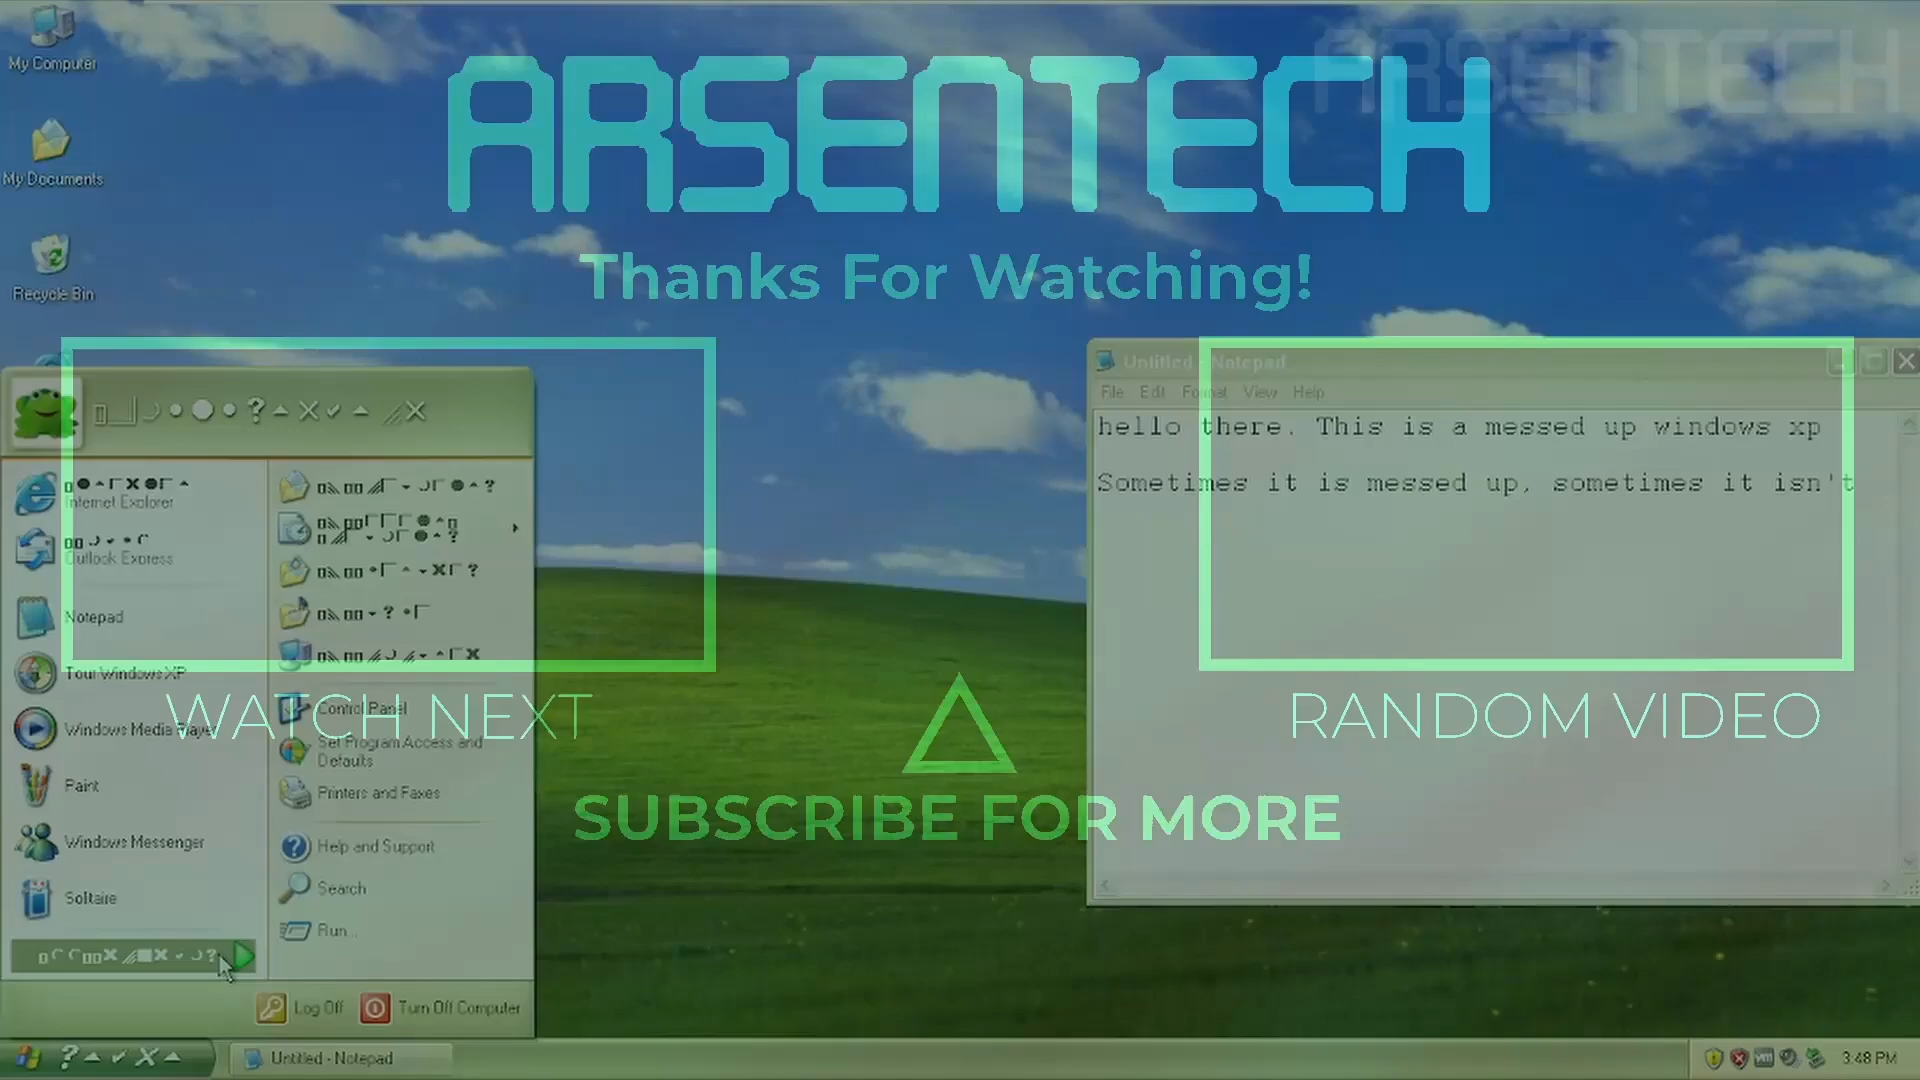 My Computer
ARSENTECH
ARSENTECH
My Documents
Thanks For Watching!
Recycle Bin
Untitled - Notepad
File Edit Format View Help
hello there. This is a messed up windows xp
Sometimes it is messed up, sometimes it isn't
Internet Explorer
Outlook Express
Notepad
Tour Windows XP
Windows Media Player
Paint
Windows Messenger
Solitaire
Control Panel
Set Program Access and
Defaults
Printers and Faxes
Help and Support
Search
Run...
WATCH NEXT
RANDOM VIDEO
SUBSCRIBE FOR MORE
Log Off
Turn Off Computer
Untitled - Notepad
3:48 PM